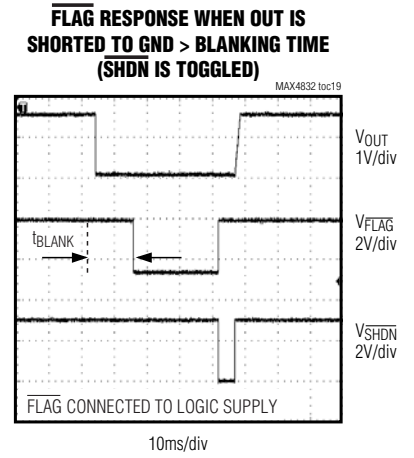 FLAG RESPONSE WHEN OUT IS
SHORTED TO GND > BLANKING TIME
(SHDN IS TOGGLED)
MAX4832 toc19
VOUT
1V/div
tBLANK
VFLAG
2V/div
VSHDN
2V/div
FLAG CONNECTED TO LOGIC SUPPLY
10ms/div